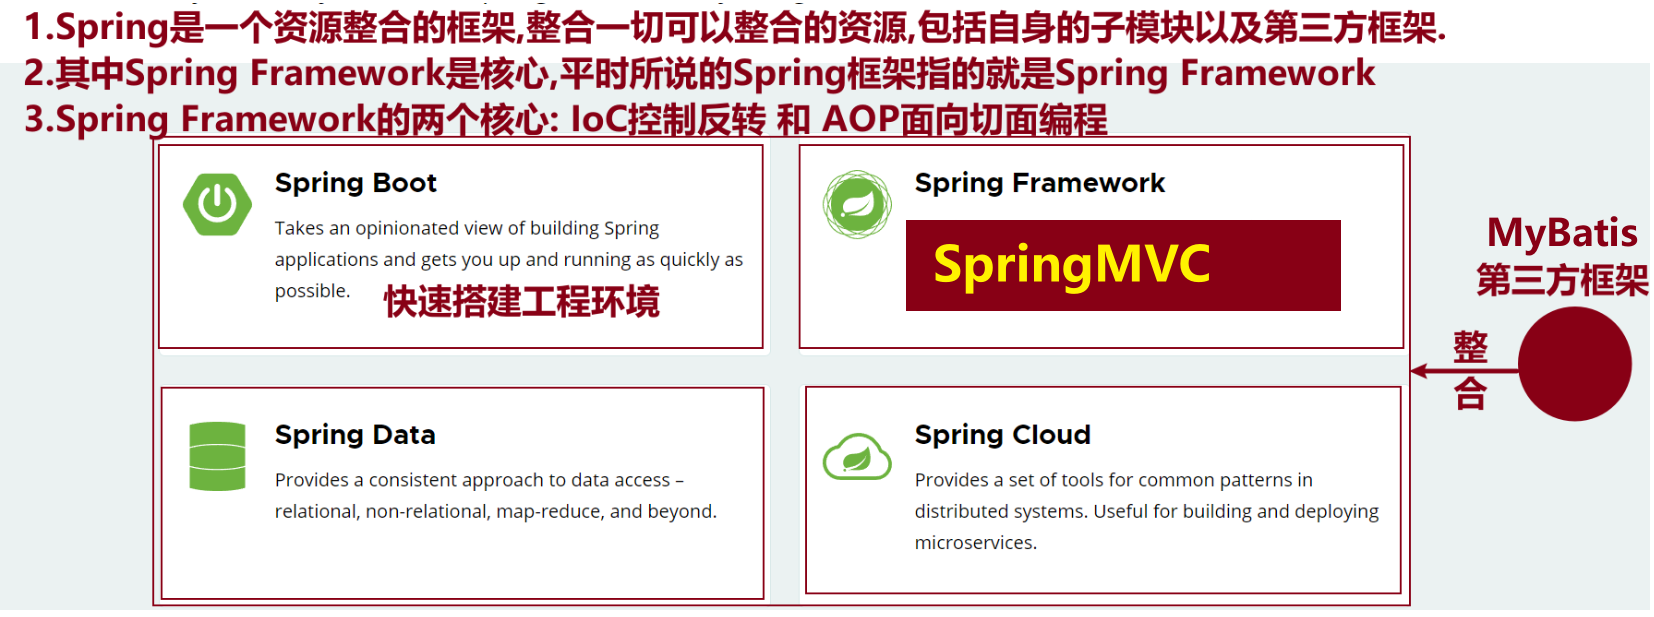 1.Spring是一个资源整合的框架,整合一切可以整合的资源,包括自身的子模块以及第三方框架.
2.其中Spring Framework是核心,平时所说的Spring框架指的就是Spring Framework
3.Spring Framework的两个核心: IoC控制反转 和 AOP面向切面编程
Spring Boot
Takes an opinionated view of building Spring
applications and gets you up and running as quickly as
possible.
快速搭建工程环境
Spring Framework
SpringMVC
MyBatis
第三方框架
整
合
Spring Data
Provides a consistent approach to data access –
relational, non-relational, map-reduce, and beyond.
Spring Cloud
Provides a set of tools for common patterns in
distributed systems. Useful for building and deploying
microservices.